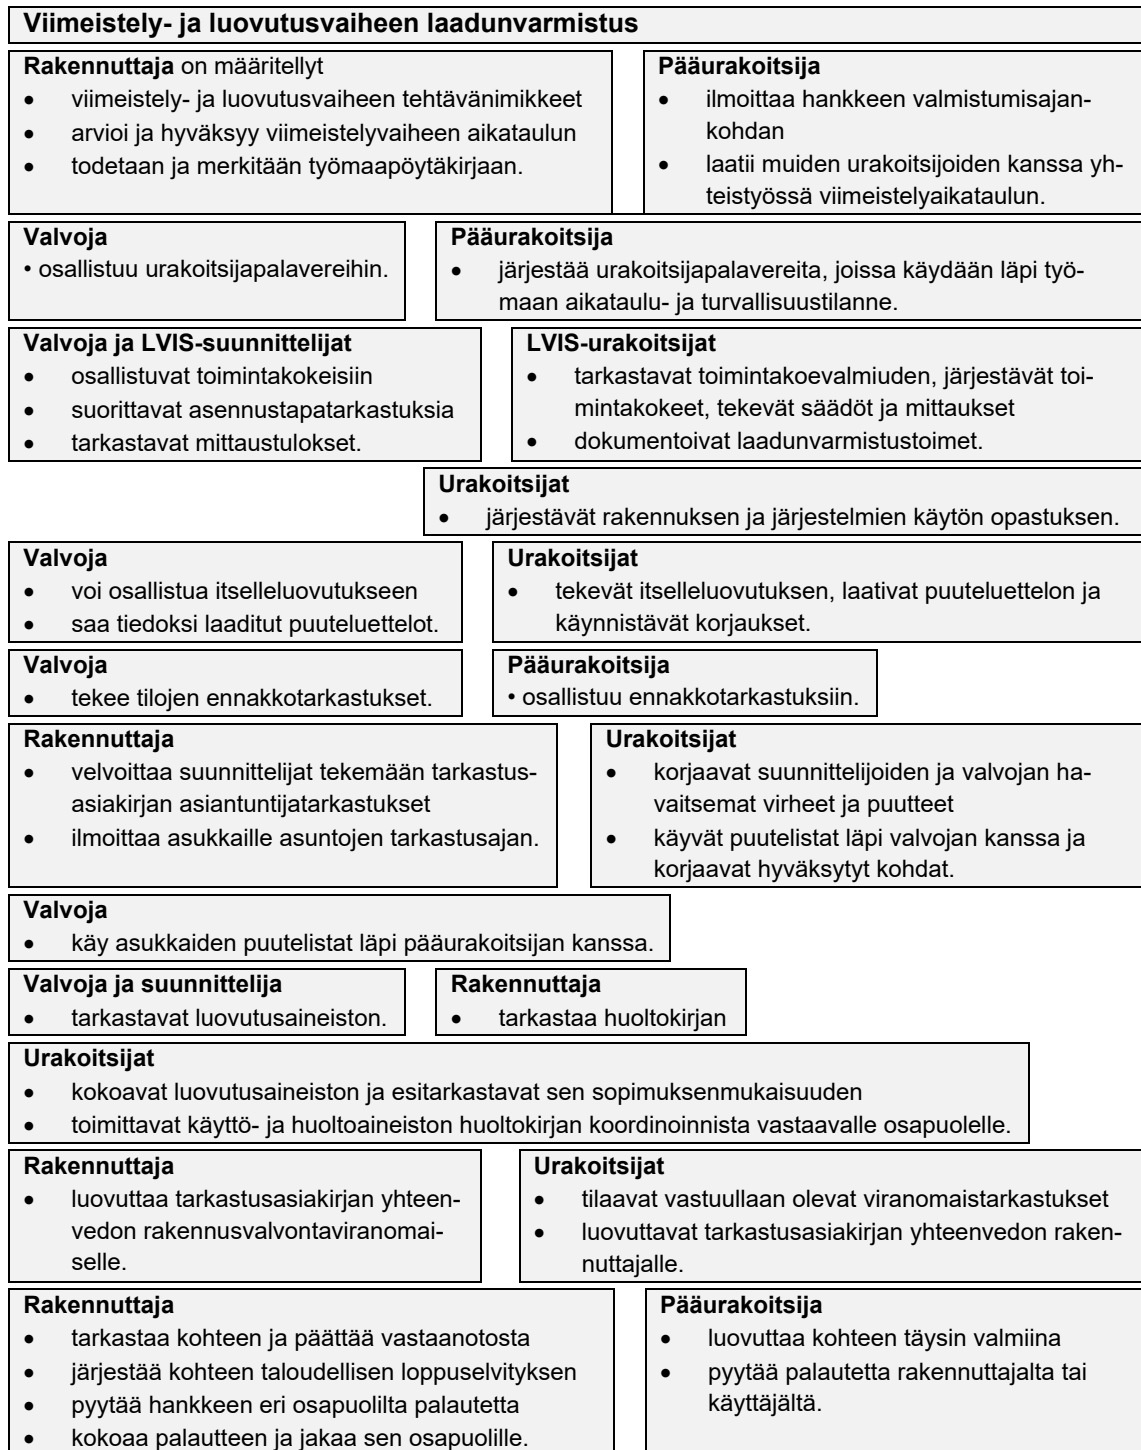 Viimeistely- ja luovutusvaiheen laadunvarmistus
Rakennuttaja on määritellyt
• viimeistely- ja luovutusvaiheen tehtävänimikkeet
• arvioi ja hyväksyy viimeistelyvaiheen aikataulun
• todetaan ja merkitään työmaapöytäkirjaan.
Pääurakoitsija
• ilmoittaa hankkeen valmistumisajan-
kohdan
• laatii muiden urakoitsijoiden kanssa yh-
teistyössä viimeistelyaikataulun.
Valvoja
• osallistuu urakoitsijapalavereihin.
Pääurakoitsija
• järjestää urakoitsijapalavereita, joissa käydään läpi työ-
maan aikataulu- ja turvallisuustilanne.
Valvoja ja LVIS-suunnittelijat
• osallistuvat toimintakokeisiin
• suorittavat asennustapatarkastuksia
• tarkastavat mittaustulokset.
LVIS-urakoitsijat
• tarkastavat toimintakoevalmiuden, järjestävät toi-
mintakokeet, tekevät säädöt ja mittaukset
• dokumentoivat laadunvarmistustoimet.
Urakoitsijat
• järjestävät rakennuksen ja järjestelmien käytön opastuksen.
Valvoja
• voi osallistua itselleluovutukseen
• saa tiedoksi laaditut puuteluettelot.
Urakoitsijat
• tekevät itselleluovutuksen, laativat puuteluettelon ja
käynnistävät korjaukset.
Valvoja
• tekee tilojen ennakkotarkastukset.
Pääurakoitsija
• osallistuu ennakkotarkastuksiin.
Rakennuttaja
• velvoittaa suunnittelijat tekemään tarkastus-
asiakirjan asiantuntijatarkastukset
• ilmoittaa asukkaille asuntojen tarkastusajan.
Urakoitsijat
• korjaavat suunnittelijoiden ja valvojan ha-
vaitsemat virheet ja puutteet
• käyvät puutelistat läpi valvojan kanssa ja
korjaavat hyväksytyt kohdat.
Valvoja
• käy asukkaiden puutelistat läpi pääurakoitsijan kanssa.
Valvoja ja suunnittelija
• tarkastavat luovutusaineiston.
Rakennuttaja
• tarkastaa huoltokirjan
Urakoitsijat
• kokoavat luovutusaineiston ja esitarkastavat sen sopimuksenmukaisuuden
• toimittavat käyttö- ja huoltoaineiston huoltokirjan koordinoinnista vastaavalle osapuolelle.
Rakennuttaja
• luovuttaa tarkastusasiakirjan yhteen-
vedon rakennusvalvontaviranomai-
selle.
Urakoitsijat
• tilaavat vastuullaan olevat viranomaistarkastukset
• luovuttavat tarkastusasiakirjan yhteenvedon raken-
nuttajalle.
Rakennuttaja
• tarkastaa kohteen ja päättää vastaanotosta
• järjestää kohteen taloudellisen loppuselvityksen
• pyytää hankkeen eri osapuolilta palautetta
• kokoaa palautteen ja jakaa sen osapuolille.
Pääurakoitsija
• luovuttaa kohteen täysin valmiina
• pyytää palautetta rakennuttajalta tai
käyttäjältä.